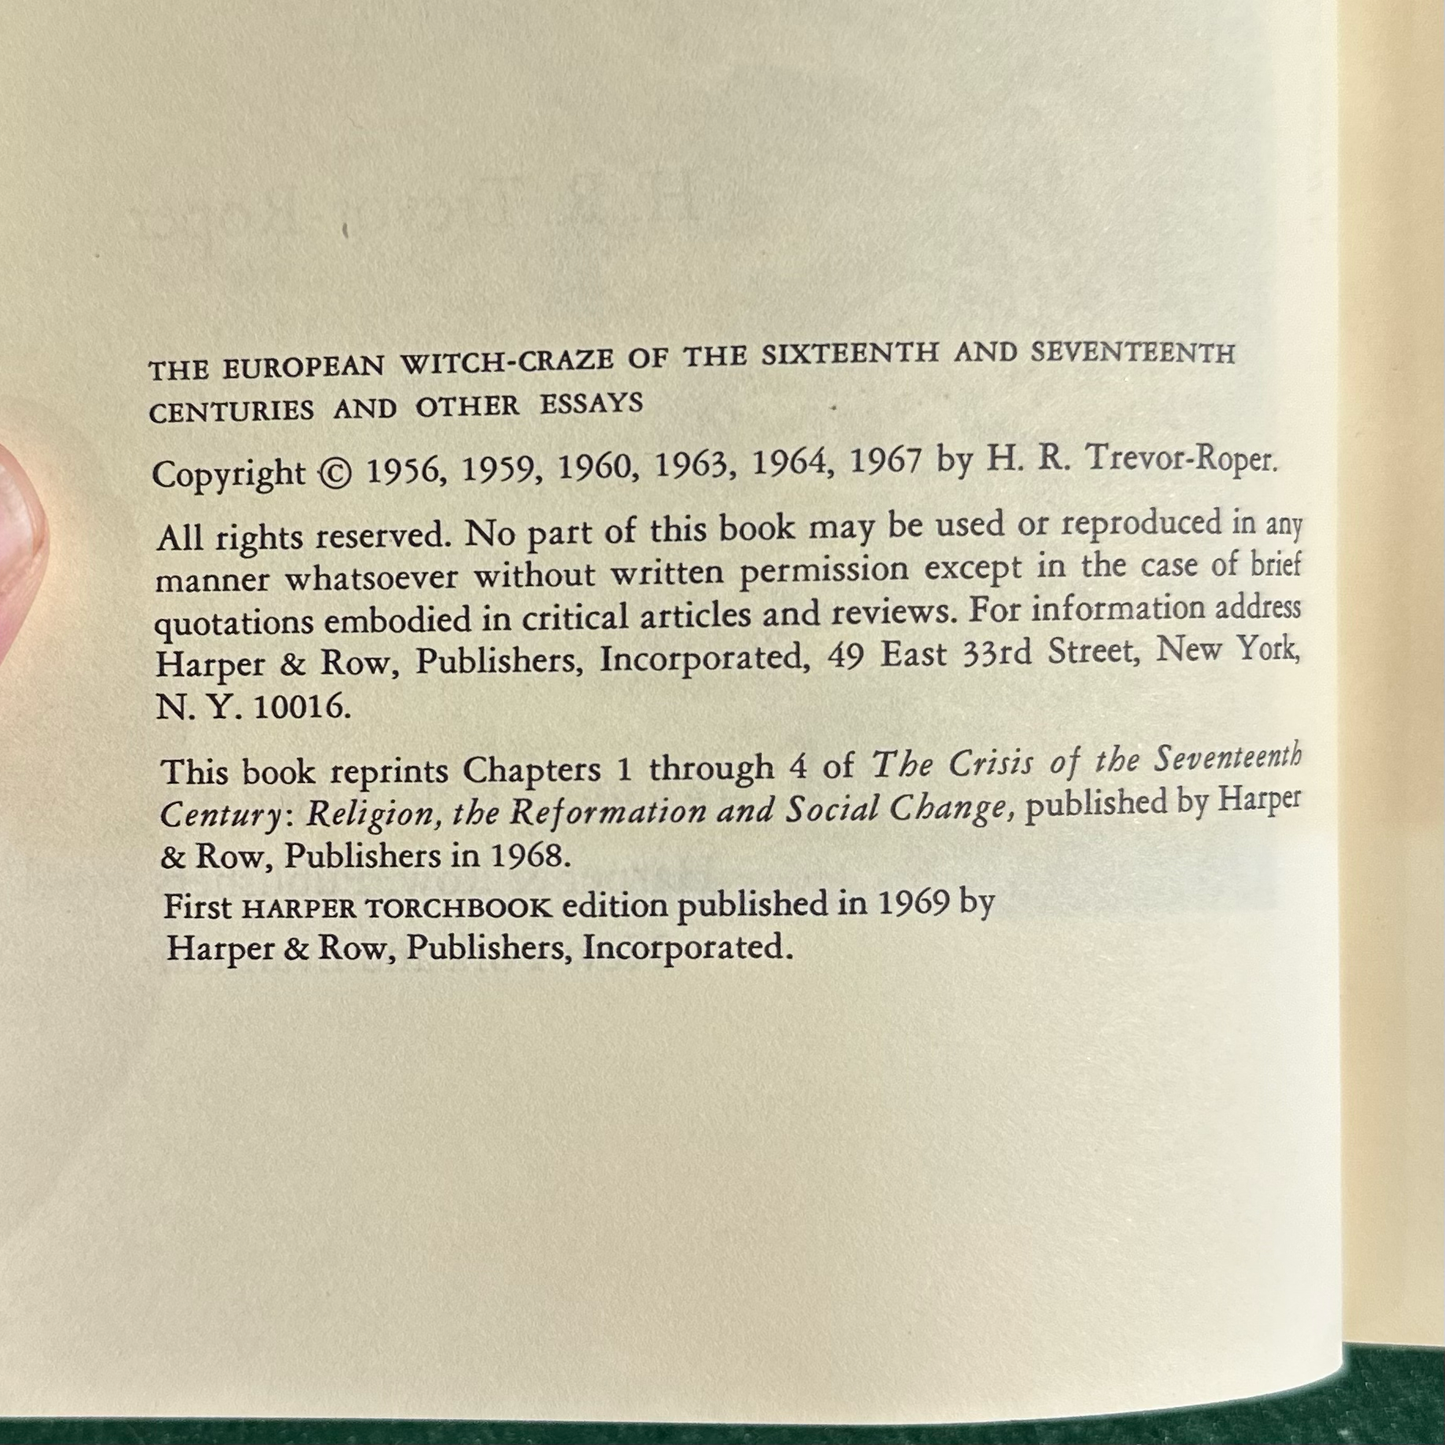 THE EUROPEAN WITCH-CRAZE OF THE SIXTEENTH AND SEVENTEENTH
CENTURIES AND OTHER ESSAYS
Copyright © 1956, 1959, 1960, 1963, 1964, 1967 by H. R. Trevor-Roper.
All rights reserved. No part of this book may be used or reproduced in any
manner whatsoever without written permission except in the case of brief
quotations embodied in critical articles and reviews. For information address
Harper & Row, Publishers, Incorporated, 49 East 33rd Street, New York,
N. Y. 10016.
This book reprints Chapters 1 through 4 of The Crisis of the Seventeenth
Century: Religion, the Reformation and Social Change, published by Harper
& Row, Publishers in 1968.
First HARPER TORCHBOOK edition published in 1969 by
Harper & Row, Publishers, Incorporated.